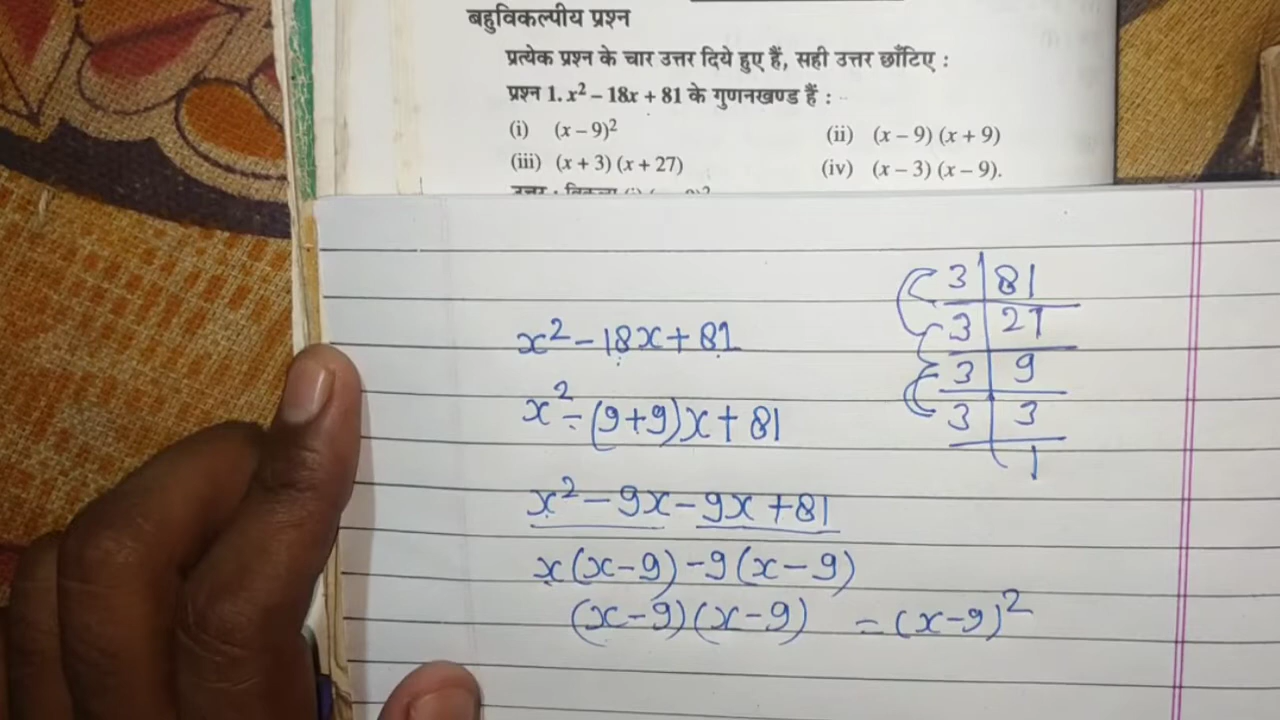 बहुविकल्पीय प्रश्न
प्रत्येक प्रश्न के चार उत्तर दिये हुए हैं, सही उत्तर छाँटिए :
प्रश्न 1. x² – 18x + 81 के गुणनखण्ड हैं :
(i) (x – 9)² (ii) (x – 9) (x + 9)
(iii) (x + 3) (x + 27) (iv) (x – 3) (x – 9).
x² – 18x + 81
x² – (9+9)x + 81
x² – 9x – 9x + 81
x(x – 9) – 9(x – 9)
(x – 9)(x – 9) = (x – 9)²
3 | 81
3 | 27
3 | 9
3 | 3
1